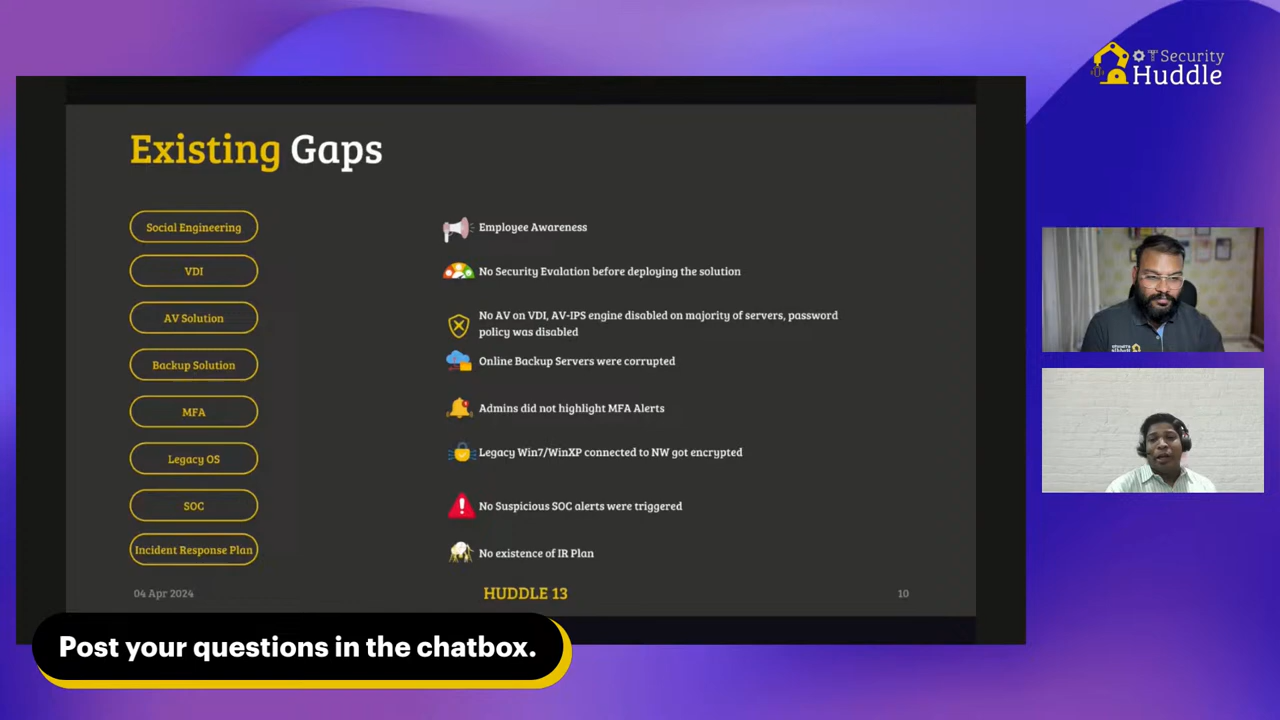 OT Security
Huddle
Existing Gaps
Social Engineering
Employee Awareness
VDI
No Security Evalation before deploying the solution
AV Solution
No AV on VDI, AV-IPS engine disabled on majority of servers, password
policy was disabled
Backup Solution
Online Backup Servers were corrupted
MFA
Admins did not highlight MFA Alerts
Legacy OS
Legacy Win7/WinXP connected to NW got encrypted
SOC
No Suspicious SOC alerts were triggered
Incident Response Plan
No existence of IR Plan
04 Apr 2024
HUDDLE 13
10
Post your questions in the chatbox.